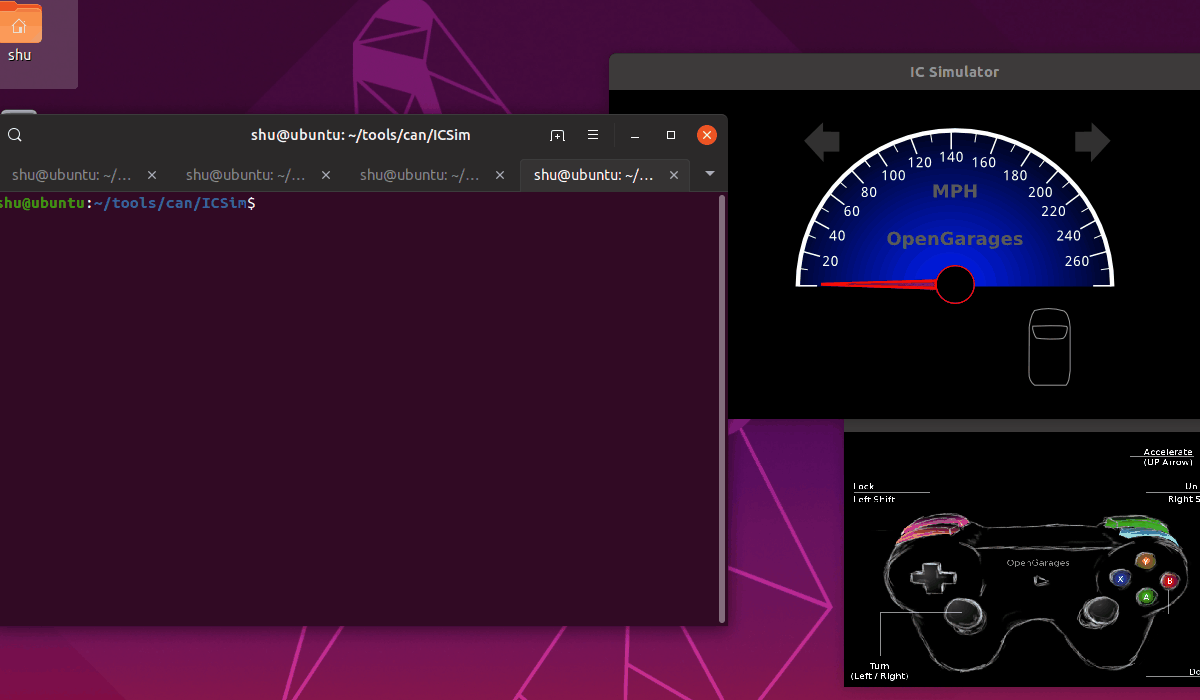 shu
IC Simulator
shu@ubuntu: ~/tools/can/ICSim
shu@ubuntu: ~/...
shu@ubuntu: ~/...
shu@ubuntu: ~/...
shu@ubuntu: ~/...
shu@ubuntu:~/tools/can/ICSim$
20
40
60
80
100
120
140
160
180
200
220
240
260
MPH
OpenGarages
Accelerate
(UP Arrow)
Lock
Left Shift
Un
Right S
OpenGarages
Y
X
B
A
Turn
(Left / Right)
Do